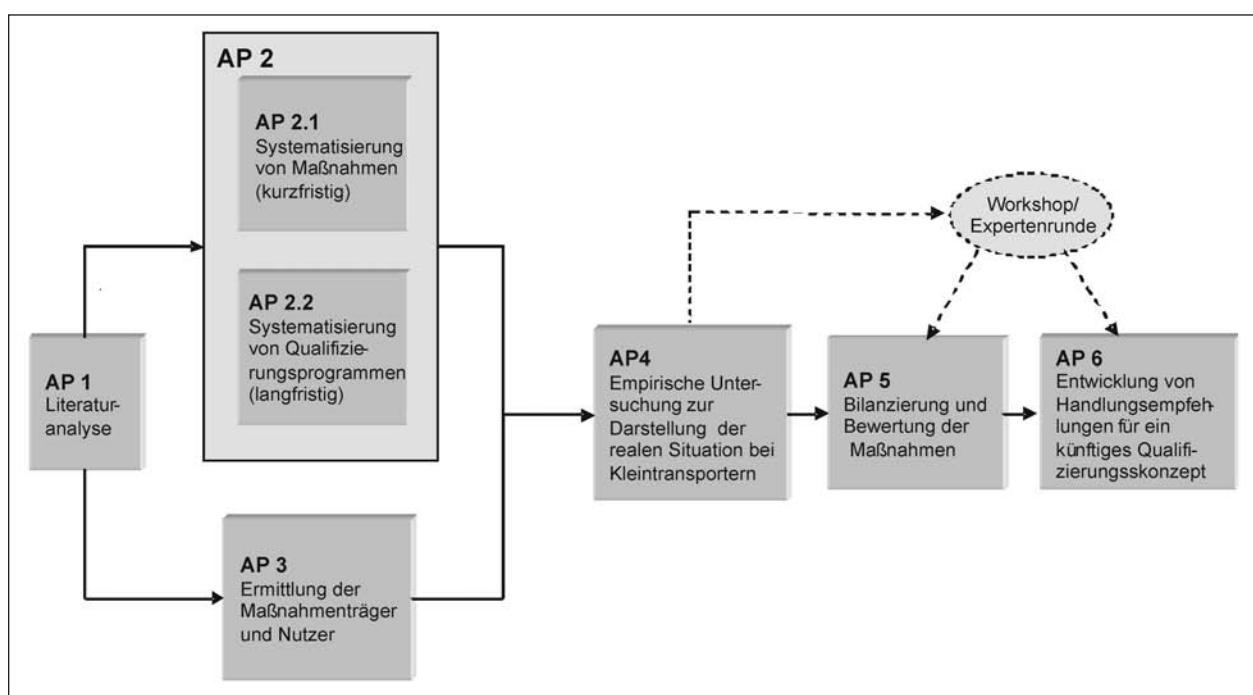 AP 2
AP 2.1
Systematisierung
von Maßnahmen
(kurzfristig)
AP 2.2
Systematisierung
von Qualifizie-
rungsprogrammen
(langfristig)
AP 1
Literatur-
analyse
AP 3
Ermittlung der
Maßnahmenträger
und Nutzer
AP4
Empirische Unter-
suchung zur
Darstellung der
realen Situation bei
Kleintransportern
Workshop/
Expertenrunde
AP 5
Bilanzierung und
Bewertung der
Maßnahmen
AP 6
Entwicklung von
Handlungsempfeh-
lungen für ein
künftiges Qualifi-
zierungsskonzept